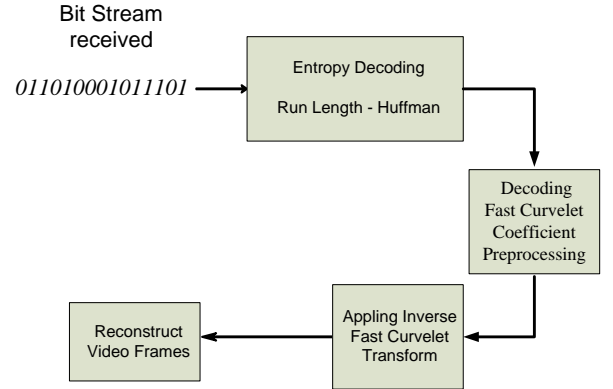 Bit Stream
received
011010001011101
Entropy Decoding
Run Length - Huffman
Decoding
Fast Curvelet
Coefficient
Preprocessing
Appling Inverse
Fast Curvelet
Transform
Reconstruct
Video Frames